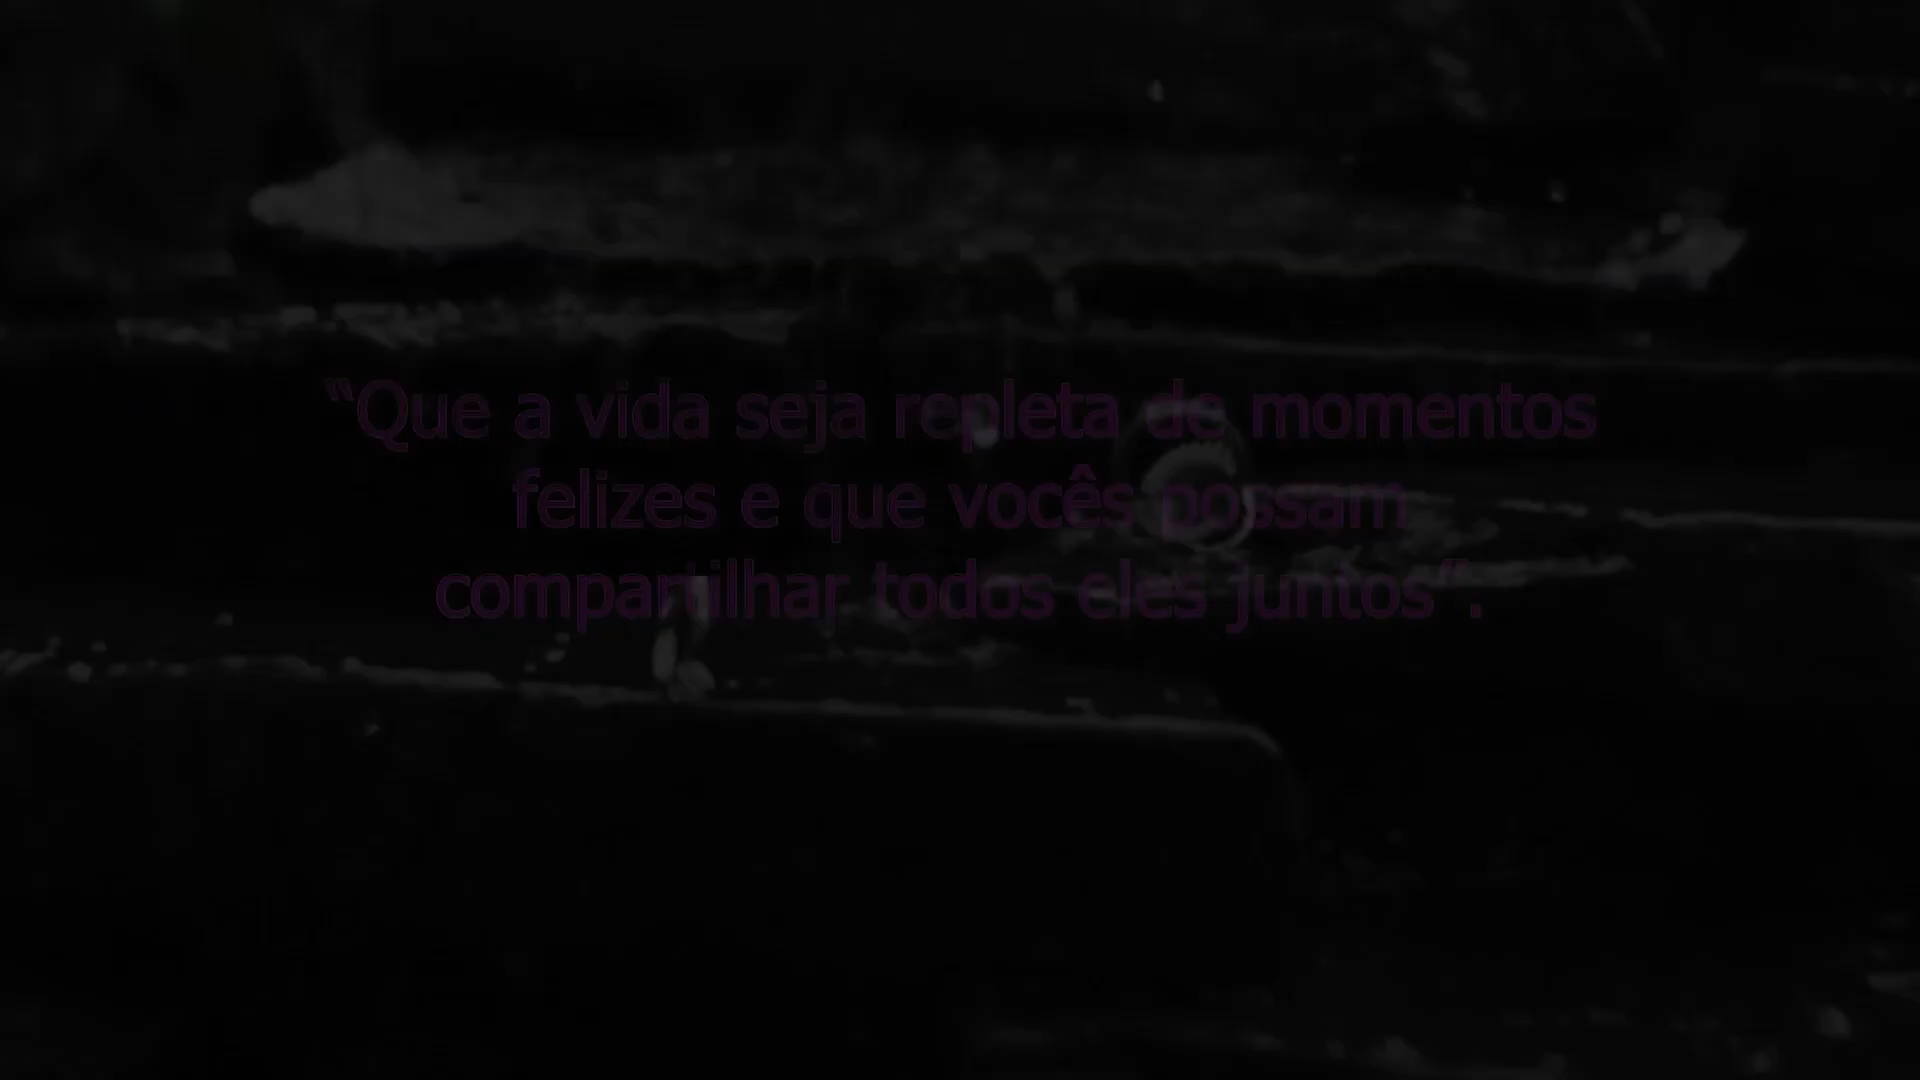 “Que a vida seja repleta de momentos
felizes e que vocês possam
compartilhar todos eles juntos”.